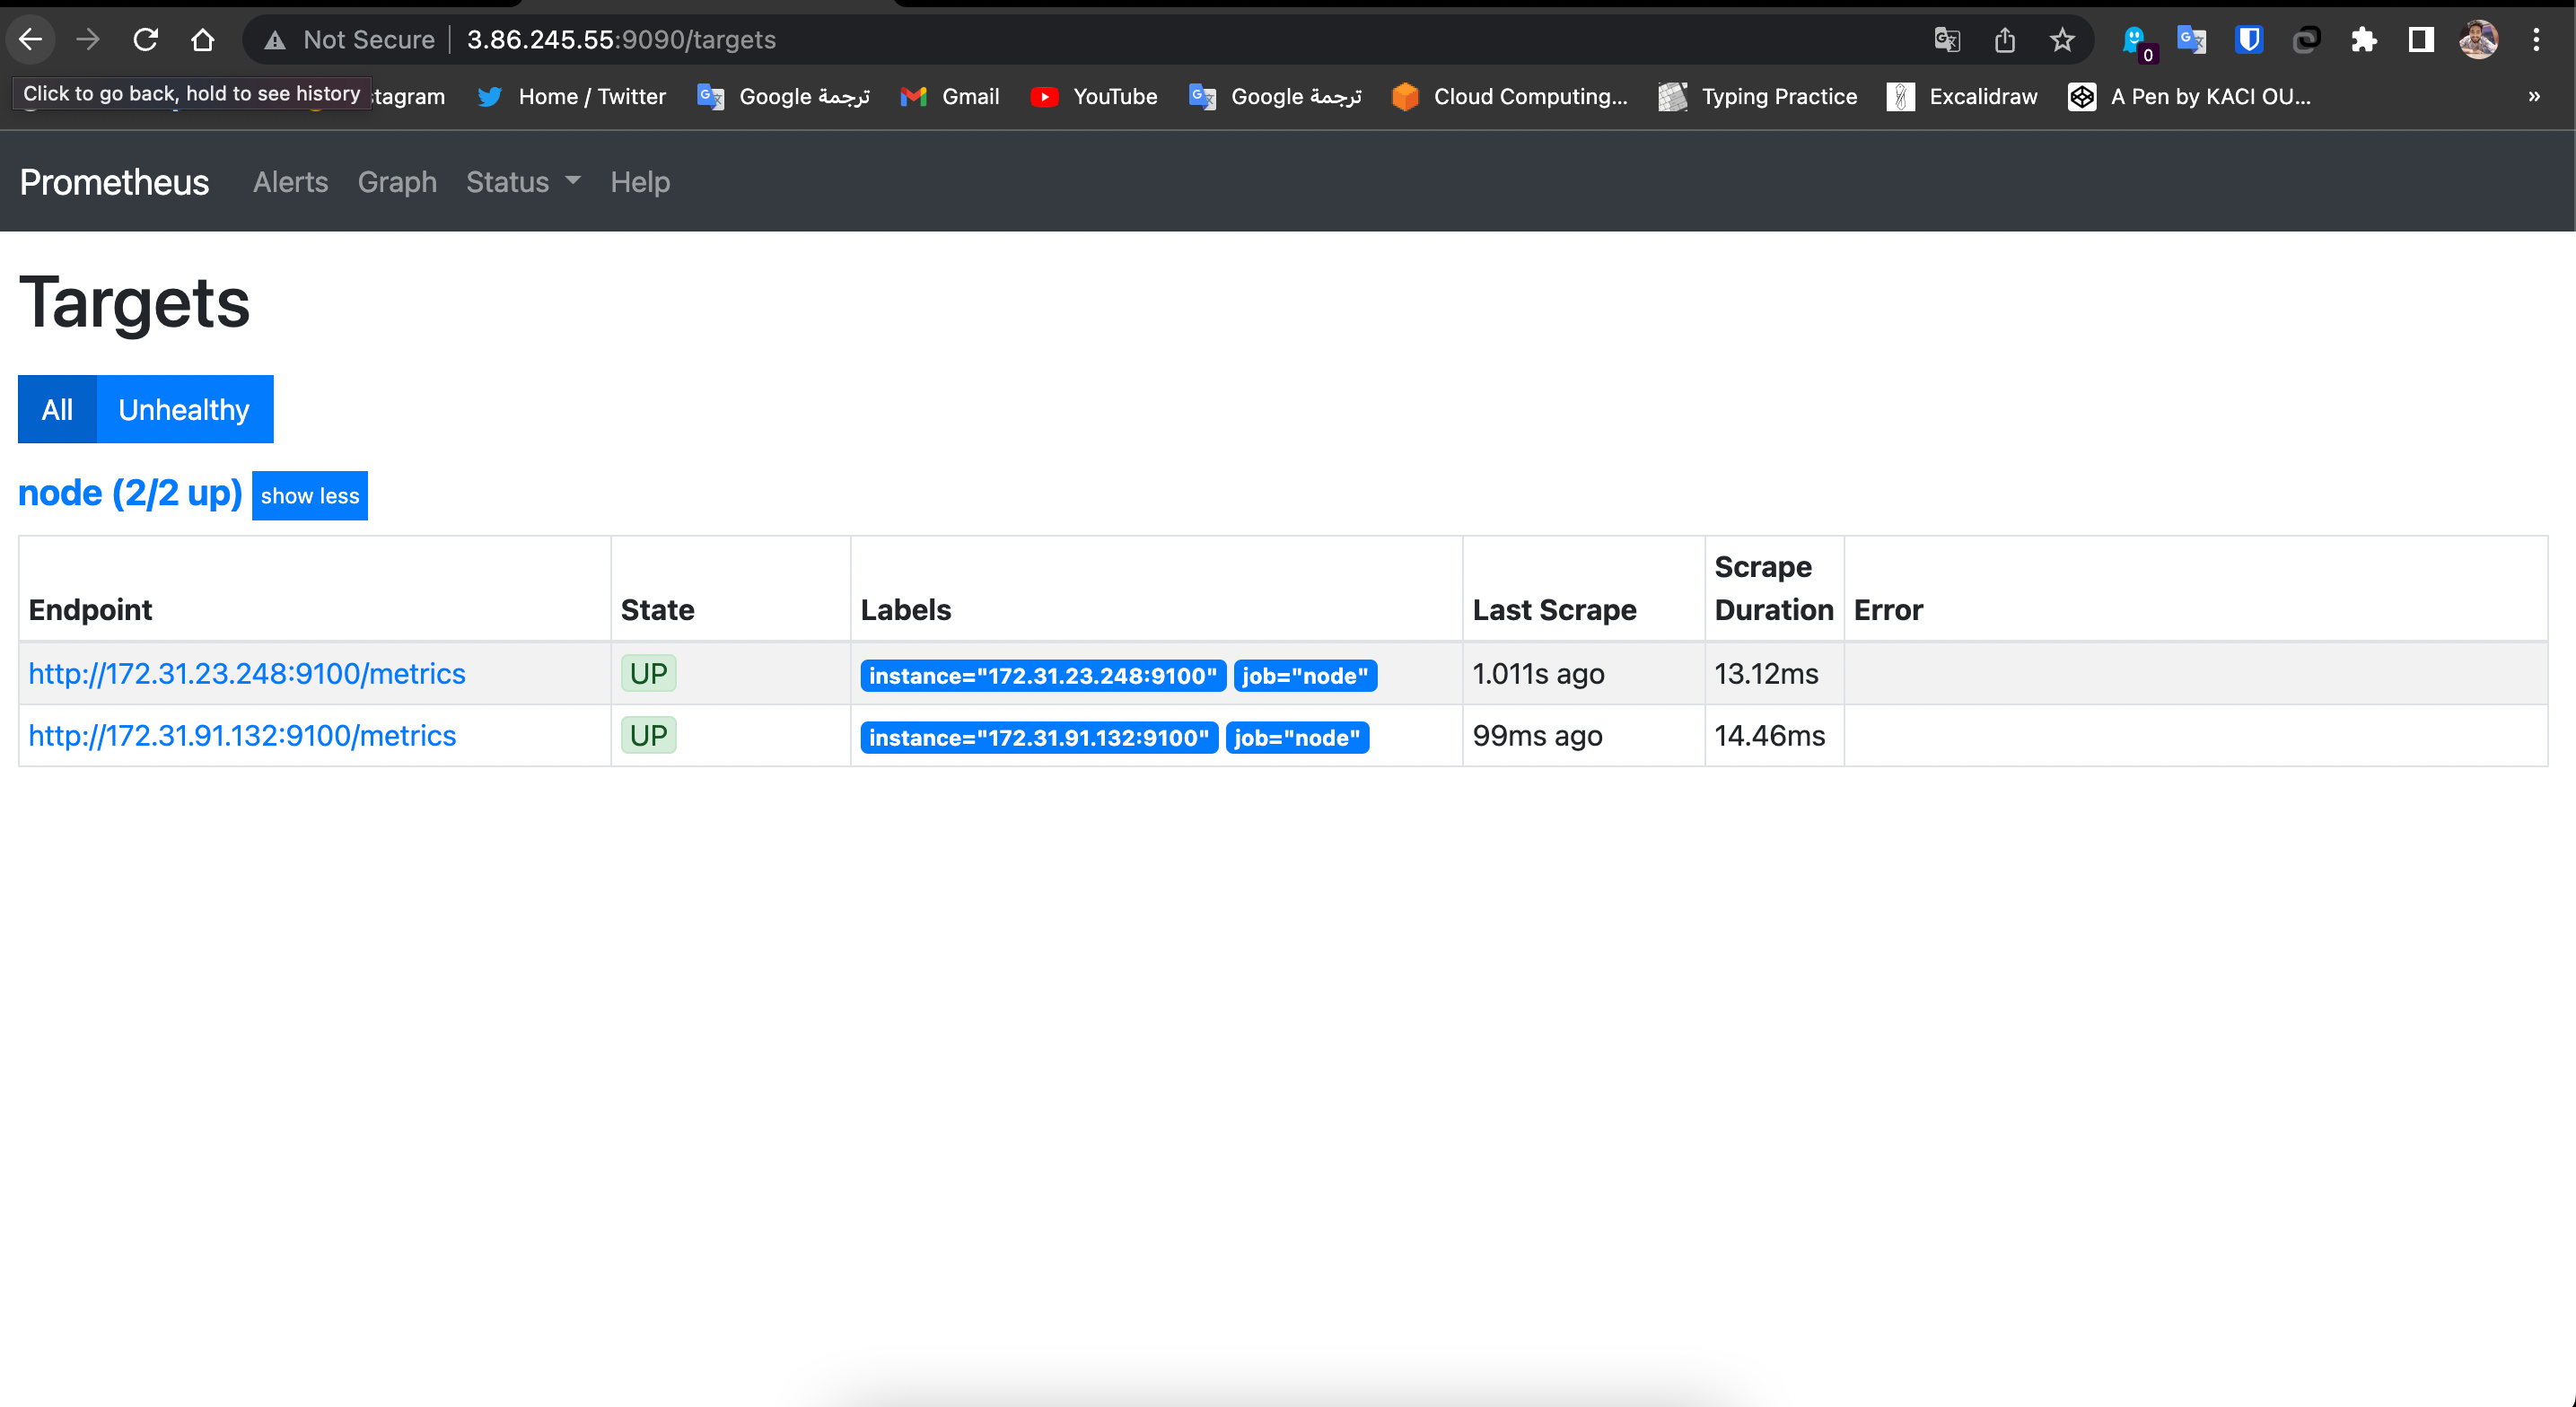 Not Secure 3.86.245.55:9090/targets
0
Click to go back, hold to see history stagram Home / Twitter Google ترجمة Gmail YouTube Google ترجمة Cloud Computing... Typing Practice Excalidraw A Pen by KACI OU... »
Prometheus Alerts Graph Status Help
Targets
All Unhealthy
node (2/2 up) show less
Endpoint State Labels Last Scrape Scrape Duration Error
http://172.31.23.248:9100/metrics UP instance="172.31.23.248:9100" job="node" 1.011s ago 13.12ms
http://172.31.91.132:9100/metrics UP instance="172.31.91.132:9100" job="node" 99ms ago 14.46ms